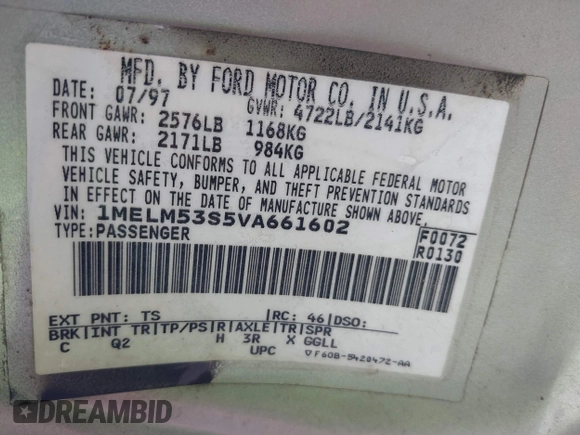 MFD. BY FORD MOTOR CO. IN U.S.A.
DATE: 07/97 GVWR: 4722LB/2141KG
FRONT GAWR: 2576LB 1168KG
REAR GAWR: 2171LB 984KG
THIS VEHICLE CONFORMS TO ALL APPLICABLE FEDERAL MOTOR
VEHICLE SAFETY, BUMPER, AND THEFT PREVENTION STANDARDS
IN EFFECT ON THE DATE OF MANUFACTURE SHOWN ABOVE.
VIN: 1MELM53S5VA661602
TYPE: PASSENGER
F0072
R0130
EXT PNT: TS |RC: 46|DSO:
BRK|INT TR|TP/PS|R|AXLE|TR|SPR
C Q2 H 3R X GGLL
UPC ▽F60B-5420472-AA
DREAMBID